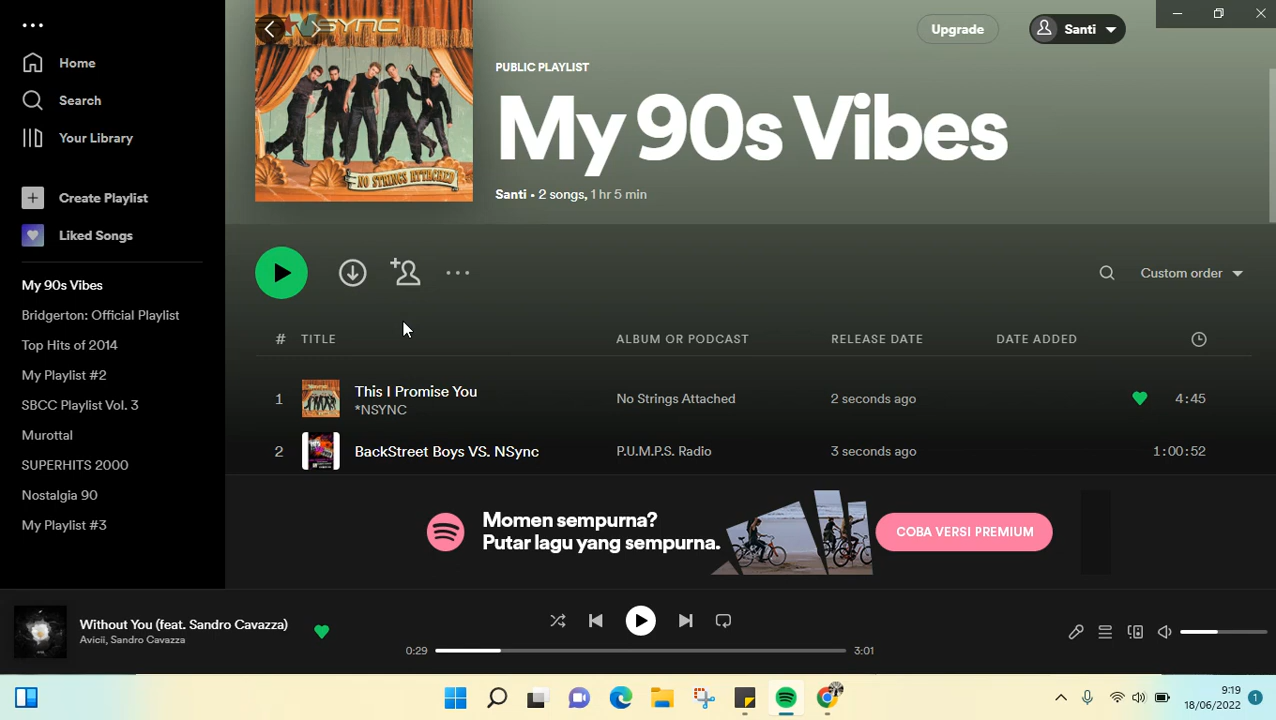 NSYNC
NO STRINGS ATTACHED
Upgrade
Santi
Home
Search
Your Library
Create Playlist
Liked Songs
My 90s Vibes
Bridgerton: Official Playlist
Top Hits of 2014
My Playlist #2
SBCC Playlist Vol. 3
Murottal
SUPERHITS 2000
Nostalgia 90
My Playlist #3
PUBLIC PLAYLIST
My 90s Vibes
Santi • 2 songs, 1 hr 5 min
Custom order
# TITLE ALBUM OR PODCAST RELEASE DATE DATE ADDED
1 This I Promise You No Strings Attached 2 seconds ago 4:45
*NSYNC
2 BackStreet Boys VS. NSync P.U.M.P.S. Radio 3 seconds ago 1:00:52
Momen sempurna?
Putar lagu yang sempurna.
COBA VERSI PREMIUM
Without You (feat. Sandro Cavazza)
Avicii, Sandro Cavazza
0:29 3:01
9:19
18/06/2022
1